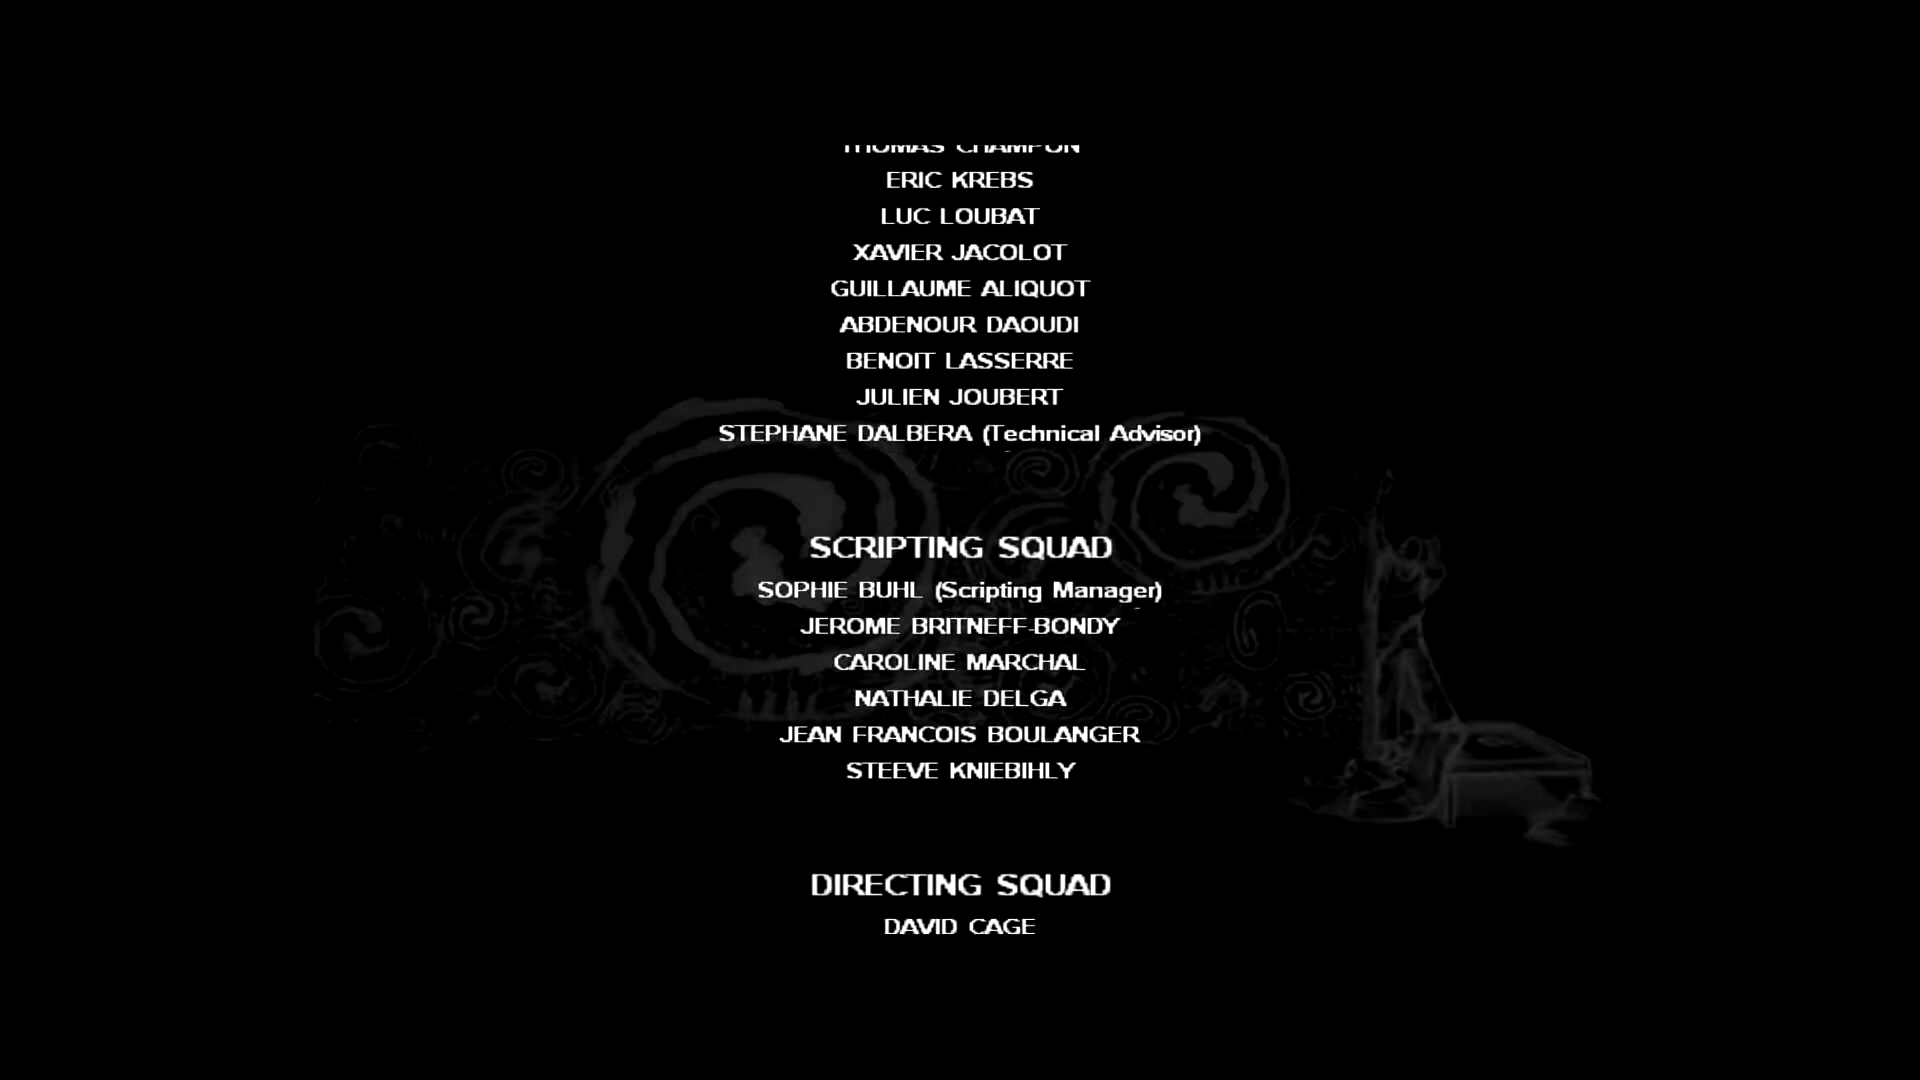 THOMAS CHAMPON
ERIC KREBS
LUC LOUBAT
XAVIER JACOLOT
GUILLAUME ALIQUOT
ABDENOUR DAOUDI
BENOIT LASSERRE
JULIEN JOUBERT
STEPHANE DALBERA (Technical Advisor)
SCRIPTING SQUAD
SOPHIE BUHL (Scripting Manager)
JEROME BRITNEFF-BONDY
CAROLINE MARCHAL
NATHALIE DELGA
JEAN FRANCOIS BOULANGER
STEEVE KNIEBIHLY
DIRECTING SQUAD
DAVID CAGE